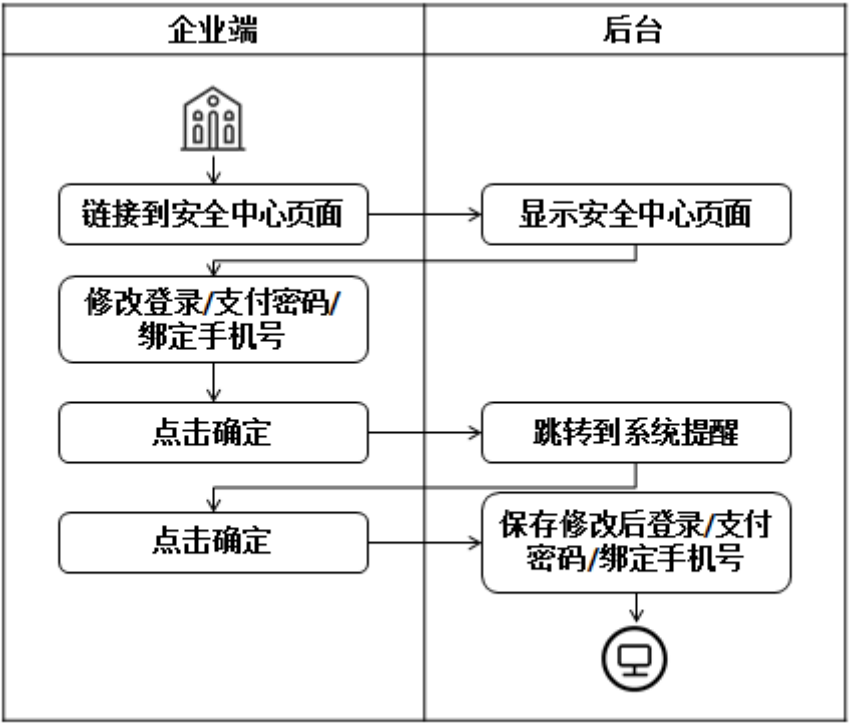 企业端
后台
链接到安全中心页面
显示安全中心页面
修改登录/支付密码/
绑定手机号
点击确定
跳转到系统提醒
点击确定
保存修改后登录/支付
密码/绑定手机号